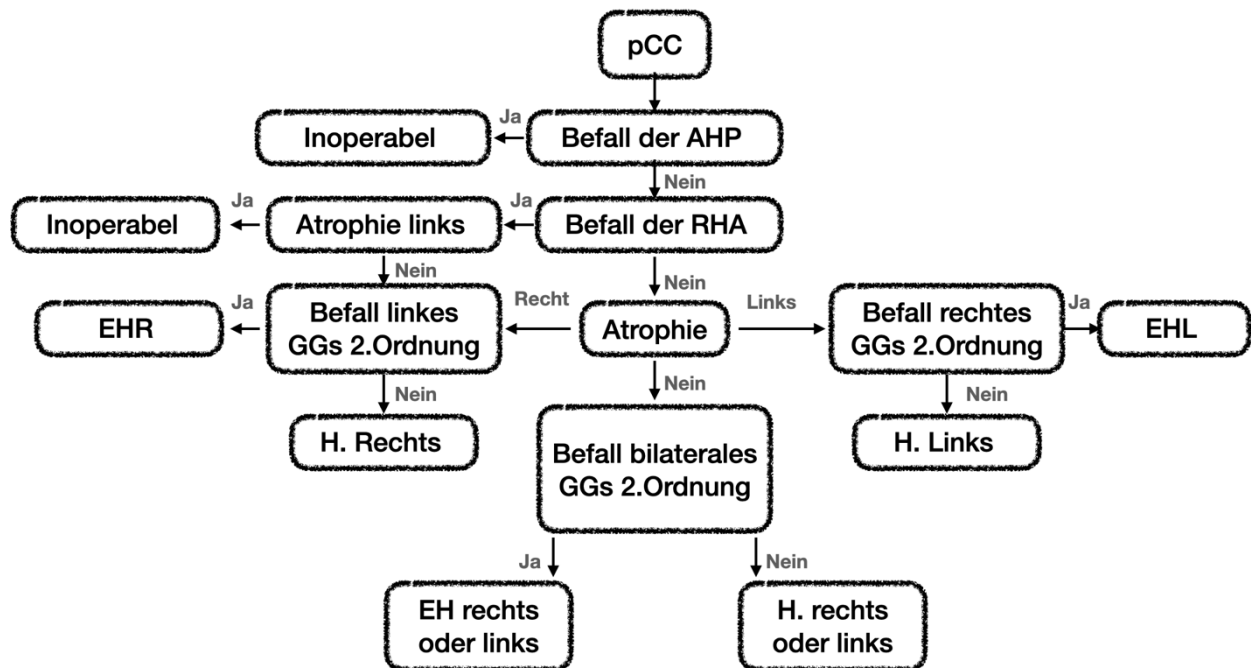 pCC
Ja
Inoperabel
Befall der AHP
Nein
Ja
Ja
Inoperabel
Atrophie links
Befall der RHA
Nein
Nein
Ja
Befall linkes
GGs 2.Ordnung
Recht
Links
Befall rechtes
GGs 2.Ordnung
Ja
EHR
Atrophie
EHL
Nein
Nein
Nein
H. Rechts
H. Links
Befall bilaterales
GGs 2.Ordnung
Ja
Nein
EH rechts
oder links
H. rechts
oder links